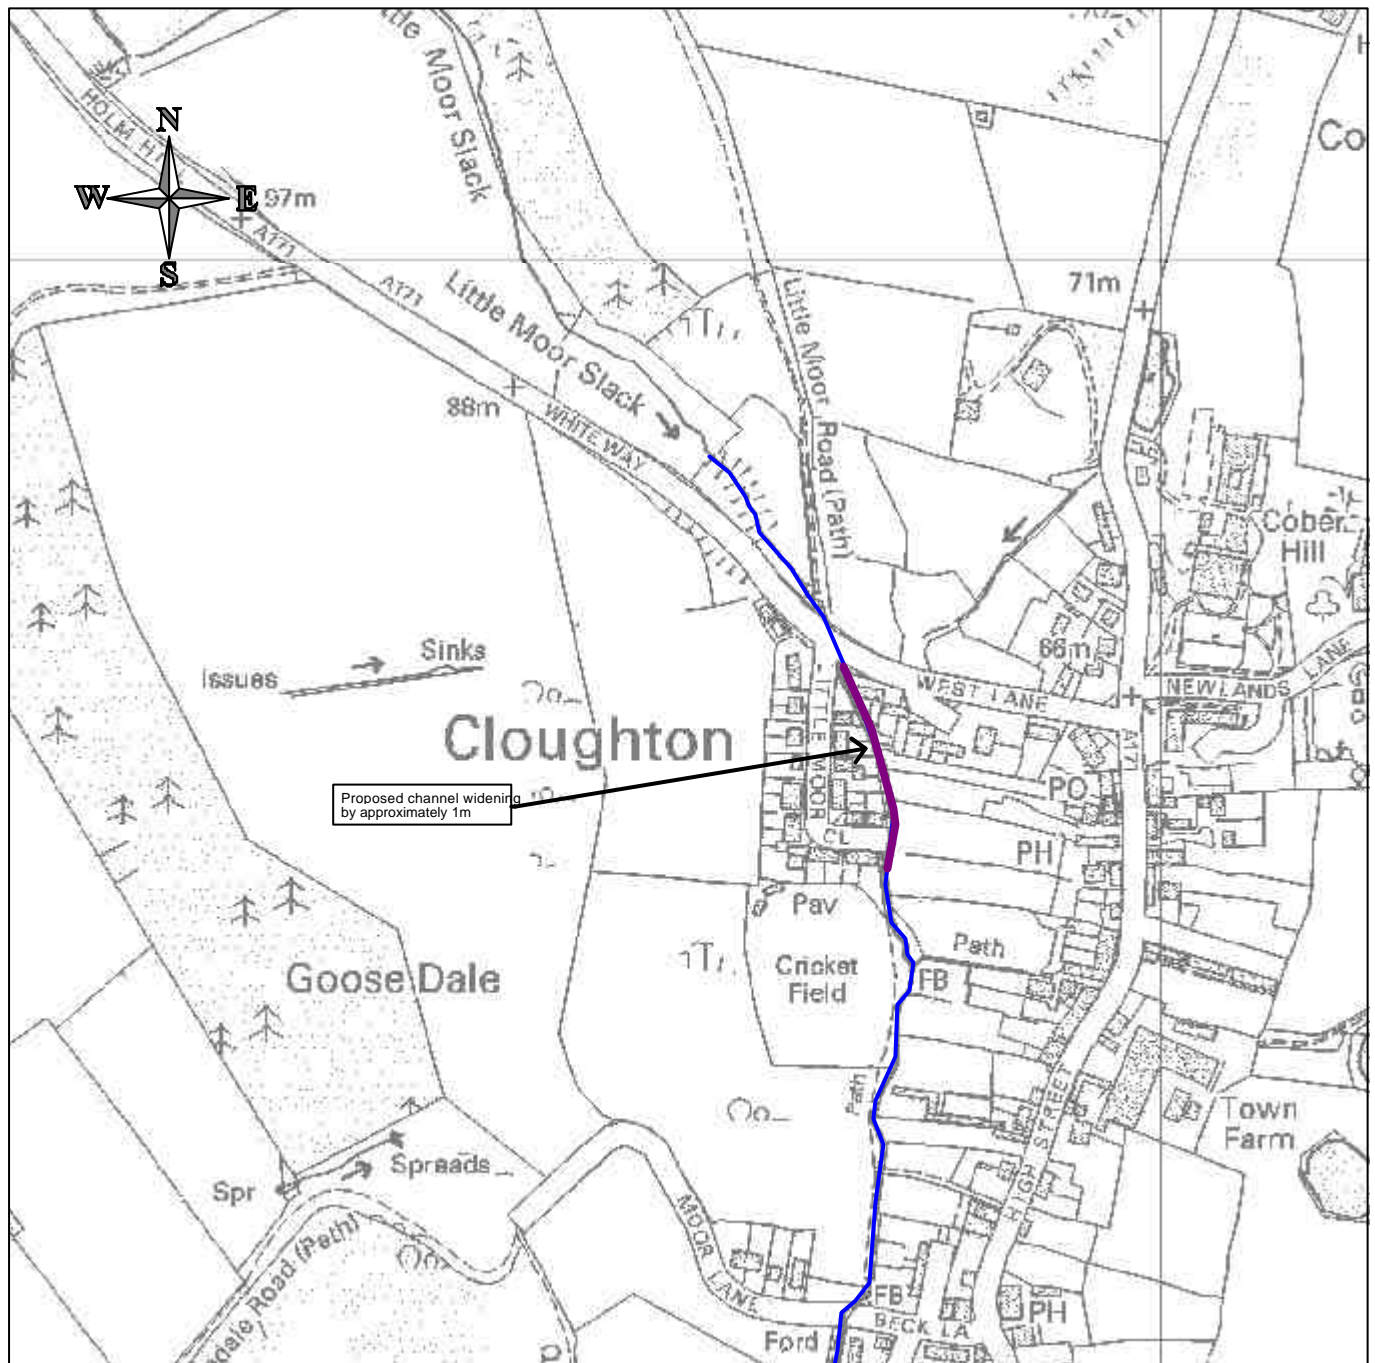 Little Moor Slack
HOLM H
N
W
E
S
97m
A171
A171
Co
71m
Little Moor Slack
88m
WHITE WAY
Little Moor Road (Path)
Cober
Hill
66m
Issues
Sinks
WEST LANE
NEWLANDS LANE
A171
Cloughton
LITTLE MOOR CL
Proposed channel widening
by approximately 1m
PO
PH
Pav
Path
Cricket
Field
FB
Goose Dale
Path
Town
Farm
HIGH STREET
Spr
Spreads
MOOR LANE
dale Road (Path)
FB
BECK LA
PH
Ford